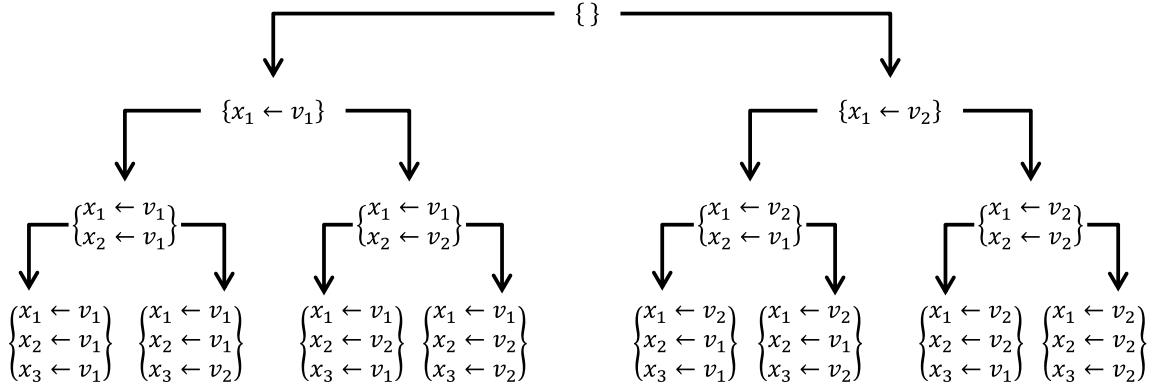 { }
{x₁ ← v₁} {x₁ ← v₂}
{x₁ ← v₁ x₂ ← v₁} {x₁ ← v₁ x₂ ← v₂} {x₁ ← v₂ x₂ ← v₁} {x₁ ← v₂ x₂ ← v₂}
{x₁ ← v₁ x₂ ← v₁ x₃ ← v₁} {x₁ ← v₁ x₂ ← v₁ x₃ ← v₂} {x₁ ← v₁ x₂ ← v₂ x₃ ← v₁} {x₁ ← v₁ x₂ ← v₂ x₃ ← v₂} {x₁ ← v₂ x₂ ← v₁ x₃ ← v₁} {x₁ ← v₂ x₂ ← v₁ x₃ ← v₂} {x₁ ← v₂ x₂ ← v₂ x₃ ← v₁} {x₁ ← v₂ x₂ ← v₂ x₃ ← v₂}